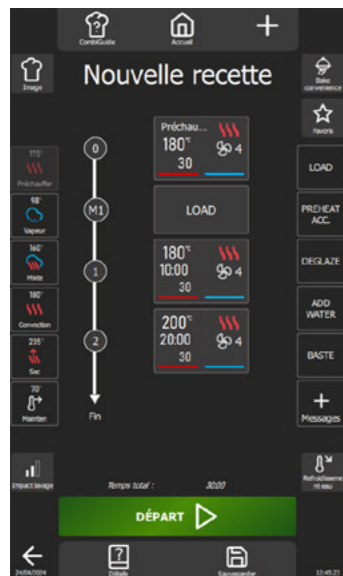 CombiGuide
Accueil
Image
Nouvelle recette
Bake
convenience
Favoris
175°
Préchauffer
98°
Vapeur
160°
Mixte
180°
Convection
235°
Sec
70°
Maintien
0
Préchau...
180°
4
30
M1
LOAD
1
180°
10:00
4
30
2
200°
20:00
4
30
Fin
LOAD
PREHEAT
ACC.
DEGLAZE
ADD
WATER
BASTE
Messages
Impact lavage
Temps total :
30:00
Refroidisseme
nt eau
DÉPART
24/04/2024
Détails
Sauvegarder
12:45:23